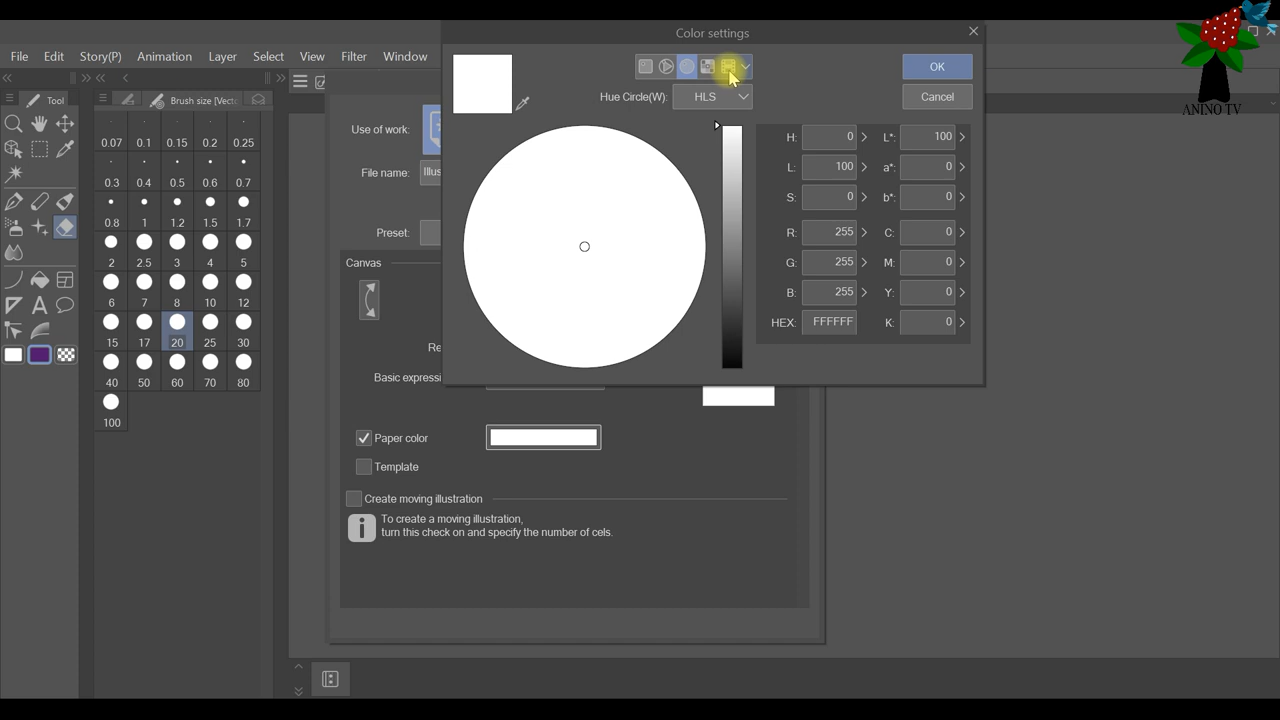 Color settings
ANINO TV
File Edit Story(P) Animation Layer Select View Filter Window
OK
Hue Circle(W): HLS
Cancel
Tool
Brush size [Vect
0.07 0.1 0.15 0.2 0.25
0.3 0.4 0.5 0.6 0.7
0.8 1 1.2 1.5 1.7
2 2.5 3 4 5
6 7 8 10 12
15 17 20 25 30
40 50 60 70 80
100
Use of work:
File name: Illus
Preset:
Canvas
Re
Basic expressi
Paper color
Template
Create moving illustration
To create a moving illustration,
turn this check on and specify the number of cels.
H: 0 L*: 100
L: 100 a*: 0
S: 0 b*: 0
R: 255 C: 0
G: 255 M: 0
B: 255 Y: 0
HEX: FFFFFF K: 0